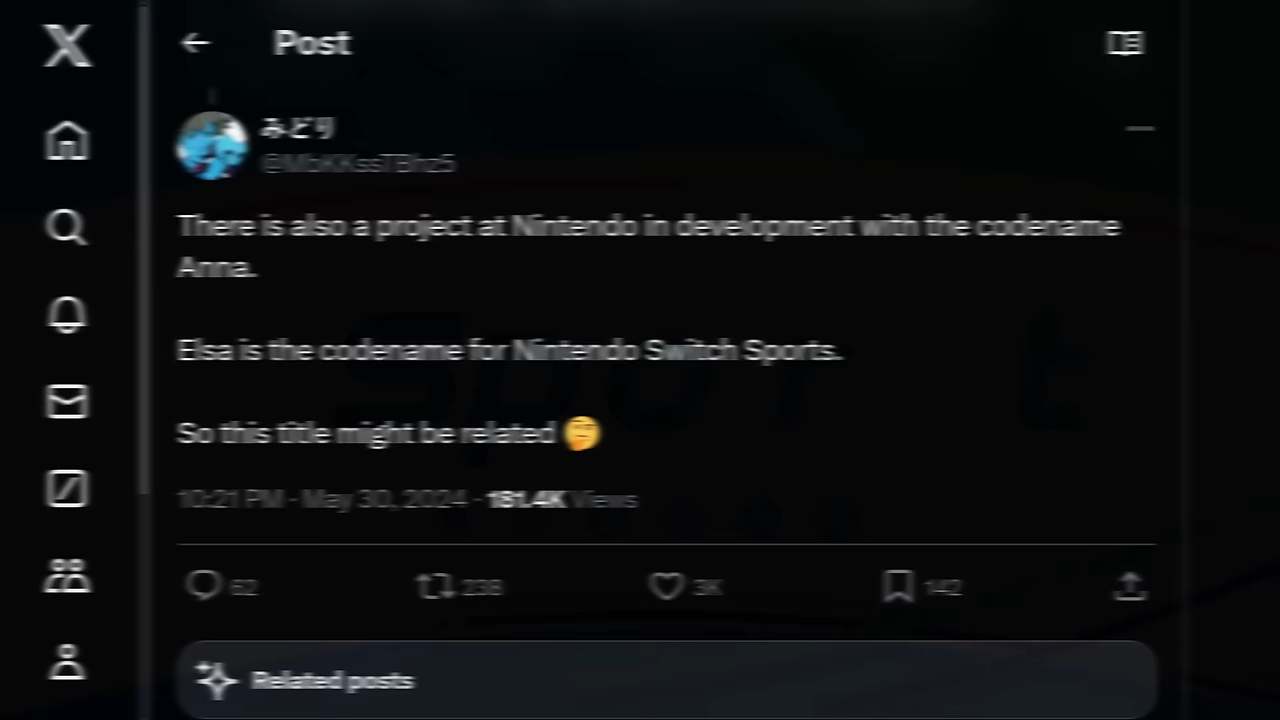 Post
みどり
@MbKKssTBhz5
There is also a project at Nintendo in development with the codename
Anna.
Elsa is the codename for Nintendo Switch Sports.
So this title might be related 🤔
10:21 PM · May 30, 2024 · 181.4K Views
62 238 3K 142
Related posts